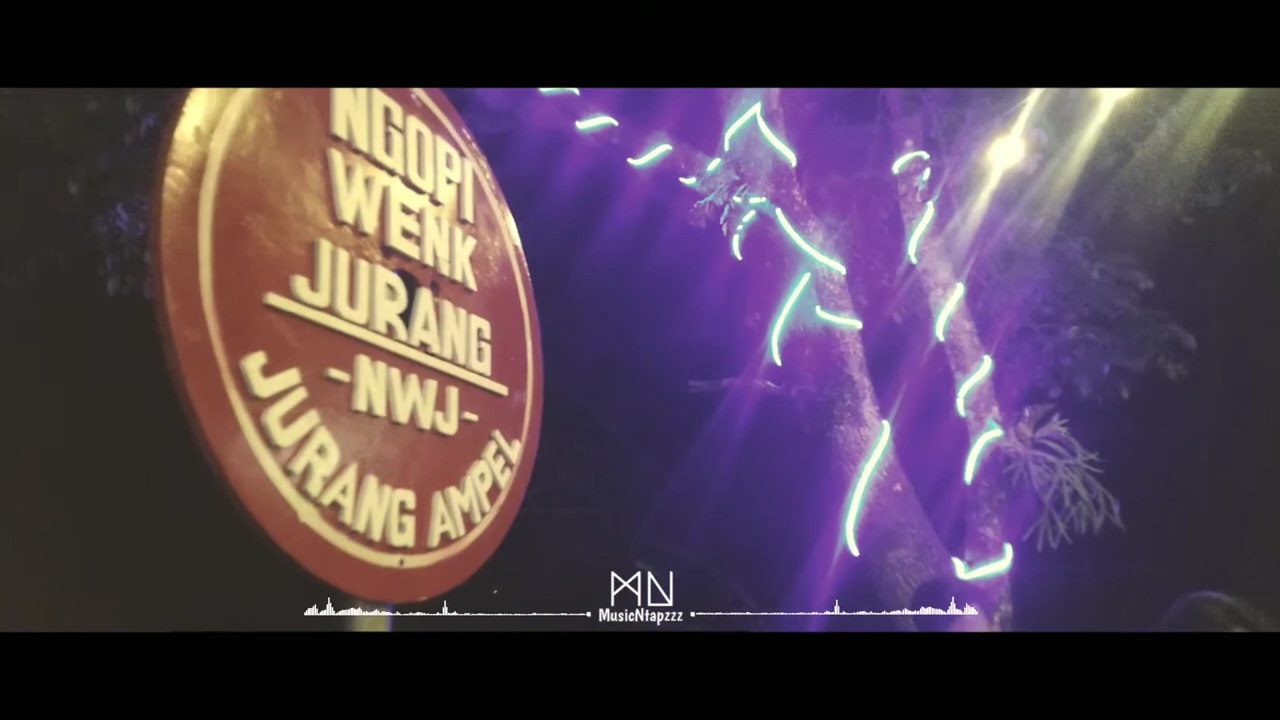 NGOPI
WENK
JURANG
-NWJ-
JURANG AMPEL
MN
MusicNtapzzz